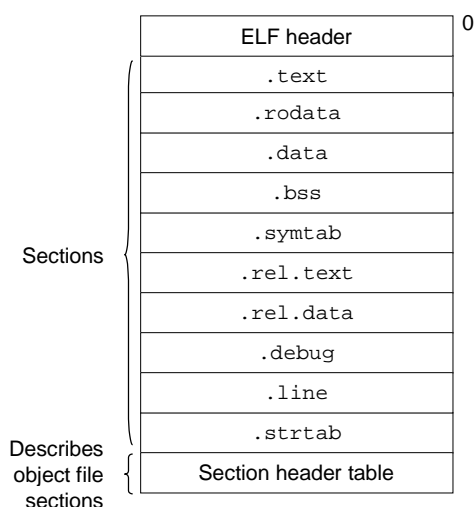 0
ELF header
.text
.rodata
.data
.bss
.symtab
Sections
.rel.text
.rel.data
.debug
.line
.strtab
Describes
object file
sections
Section header table